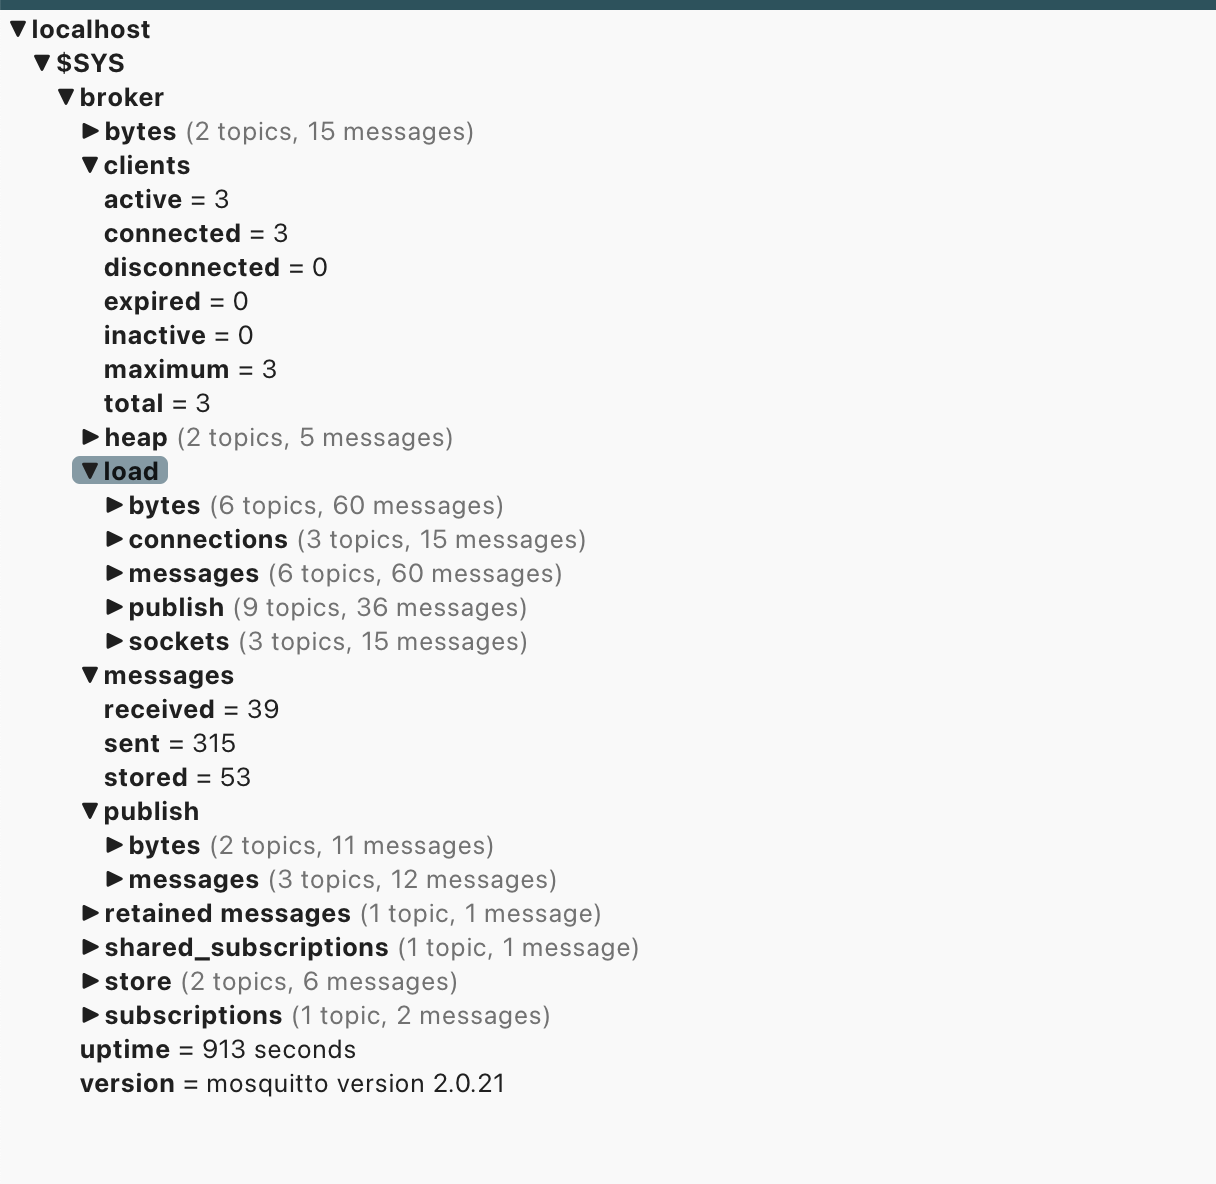 localhost
$SYS
broker
bytes (2 topics, 15 messages)
clients
active = 3
connected = 3
disconnected = 0
expired = 0
inactive = 0
maximum = 3
total = 3
heap (2 topics, 5 messages)
load
bytes (6 topics, 60 messages)
connections (3 topics, 15 messages)
messages (6 topics, 60 messages)
publish (9 topics, 36 messages)
sockets (3 topics, 15 messages)
messages
received = 39
sent = 315
stored = 53
publish
bytes (2 topics, 11 messages)
messages (3 topics, 12 messages)
retained messages (1 topic, 1 message)
shared_subscriptions (1 topic, 1 message)
store (2 topics, 6 messages)
subscriptions (1 topic, 2 messages)
uptime = 913 seconds
version = mosquitto version 2.0.21